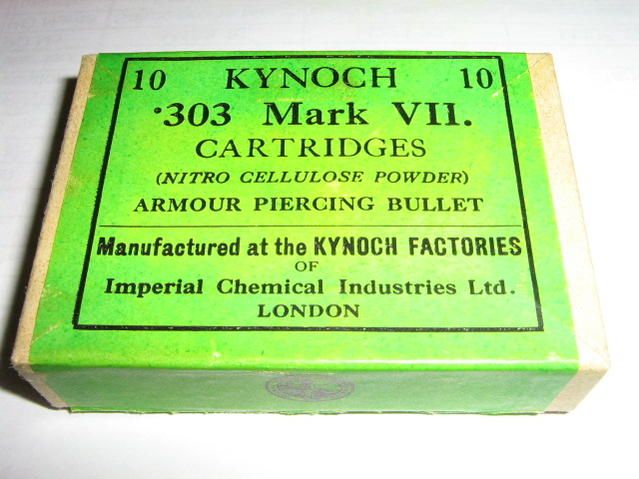 10 KYNOCH 10
·303 Mark VII.
CARTRIDGES
(NITRO CELLULOSE POWDER)
ARMOUR PIERCING BULLET
Manufactured at the KYNOCH FACTORIES
OF
Imperial Chemical Industries Ltd.
LONDON